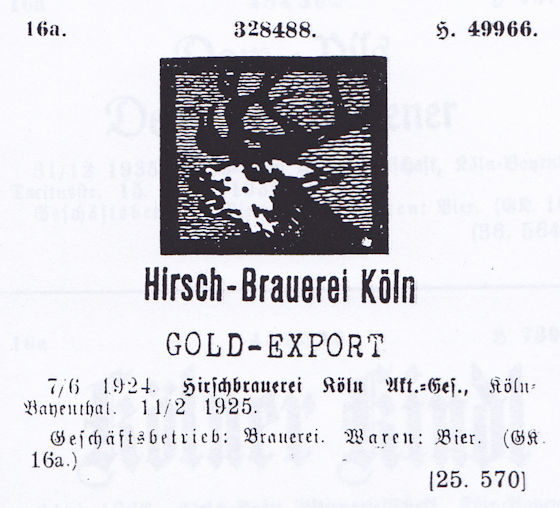 16a. 328488. H. 49966.
Hirsch-Brauerei Köln
GOLD-EXPORT
7/6 1924. Hirschbrauerei Köln Akt.=Ges., Köln=
Bayenthal. 11/2 1925.
Geschäftsbetrieb: Brauerei. Waren: Bier. (GK.
16a.)
[25. 570]